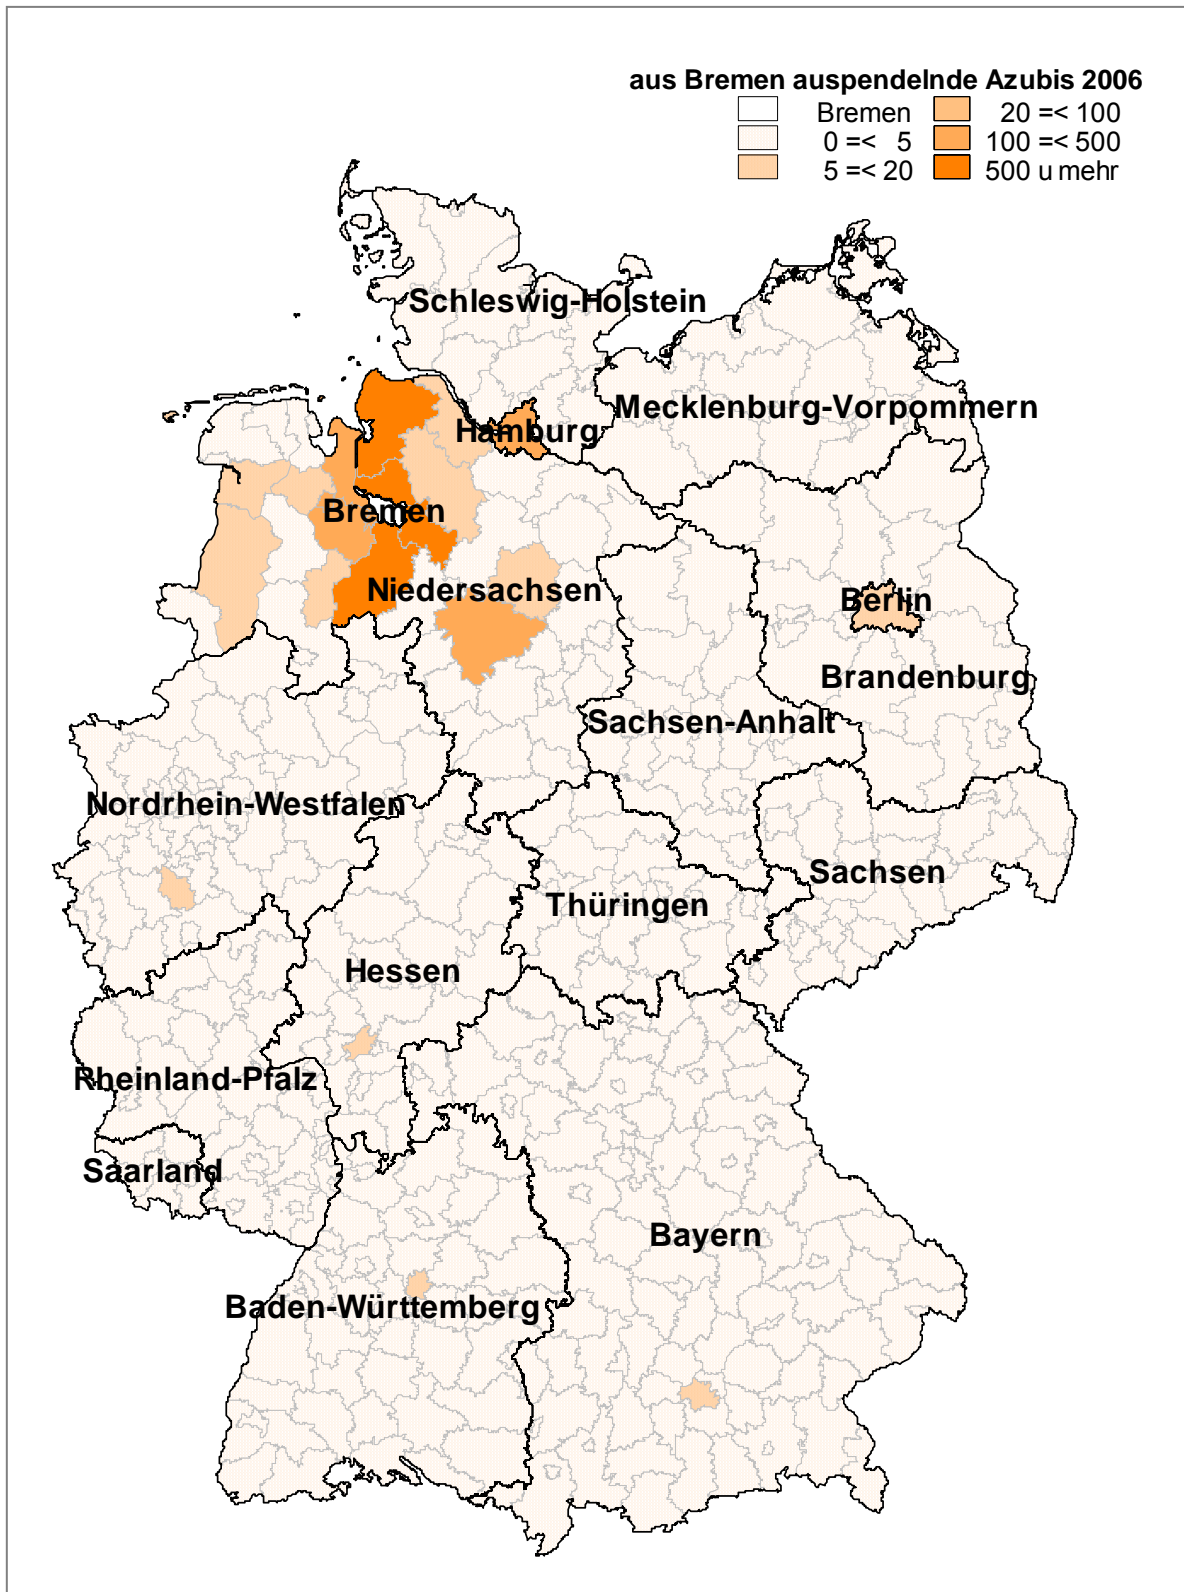 aus Bremen auspendelnde Azubis 2006
Bremen 20 =< 100
0 =< 5 100 =< 500
5 =< 20 500 u mehr
Schleswig-Holstein
Mecklenburg-Vorpommern
Hamburg
Bremen
Niedersachsen
Berlin
Brandenburg
Sachsen-Anhalt
Nordrhein-Westfalen
Sachsen
Thüringen
Hessen
Rheinland-Pfalz
Saarland
Bayern
Baden-Württemberg